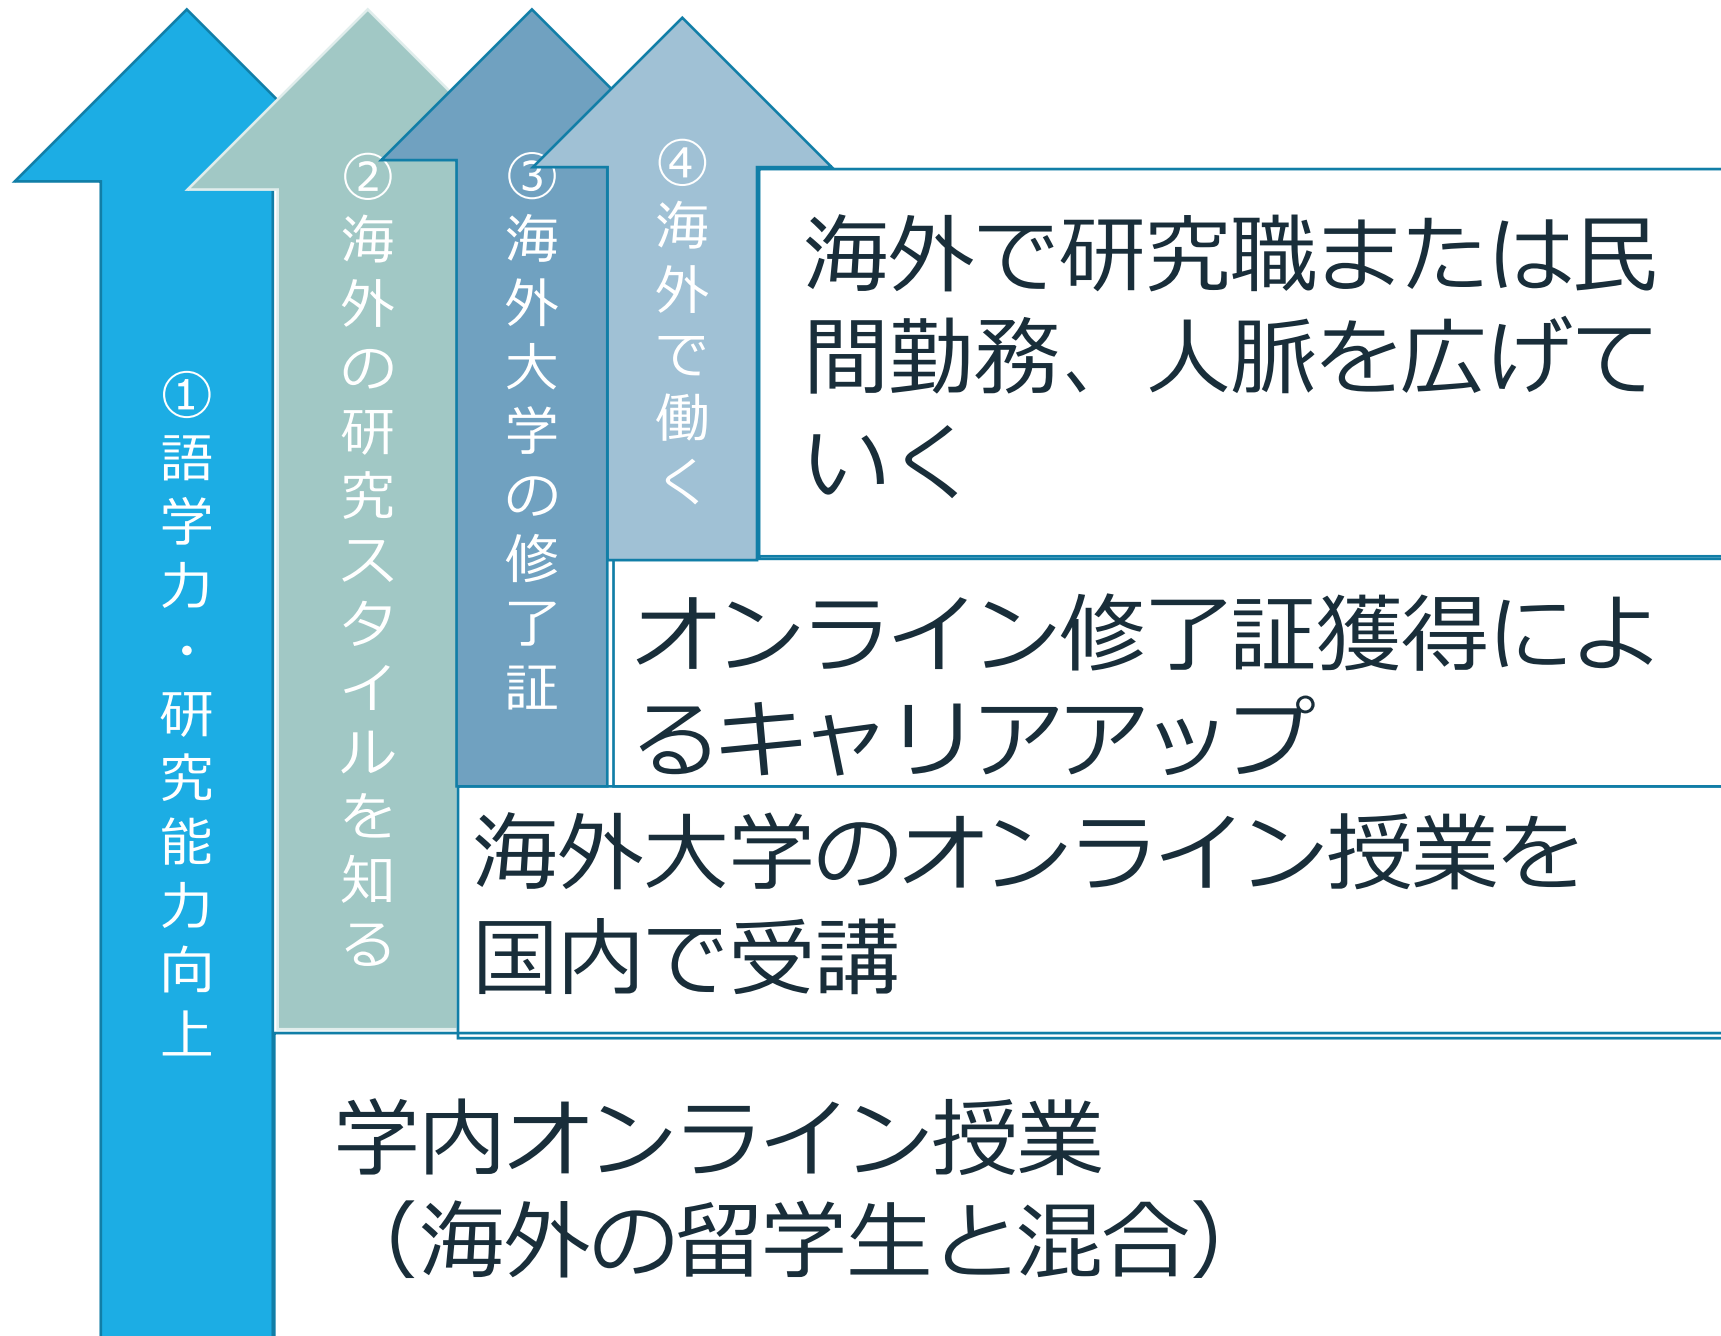 ①語学力・研究能力向上
②海外の研究スタイルを知る
③海外大学の修了証
④海外で働く
海外で研究職または民
間勤務、人脈を広げて
いく
オンライン修了証獲得によ
るキャリアアップ
海外大学のオンライン授業を
国内で受講
学内オンライン授業
（海外の留学生と混合）